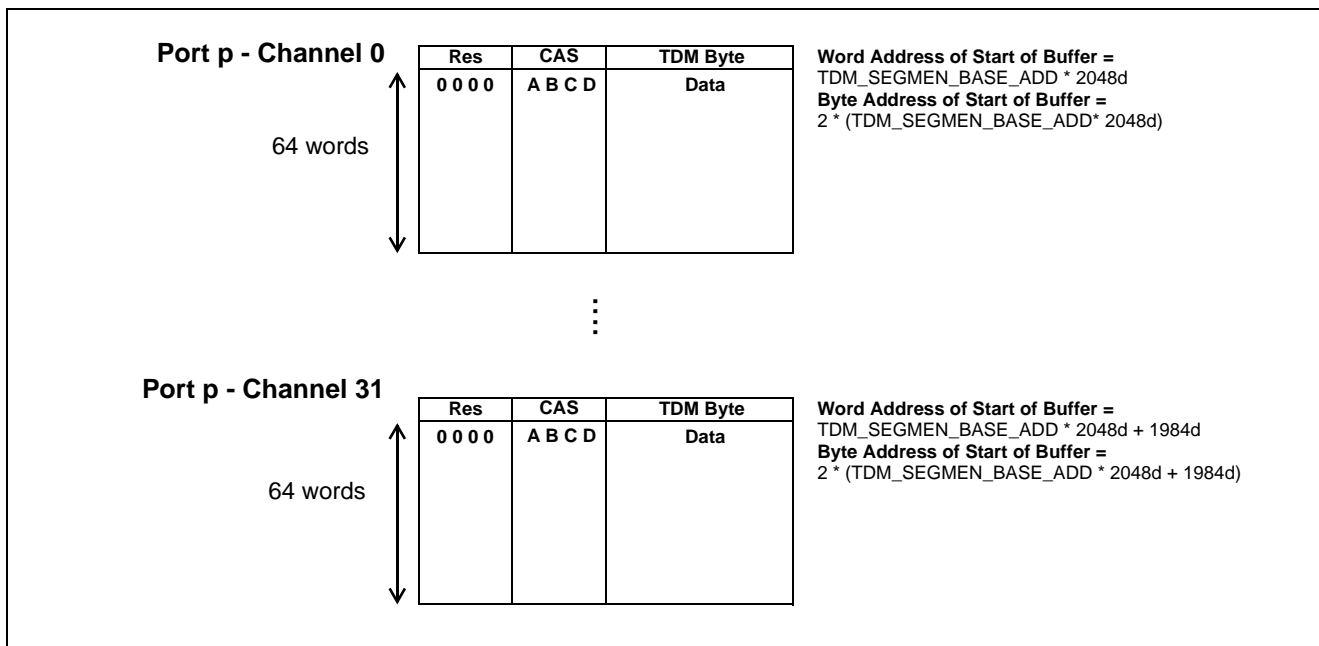 Port p - Channel 0
Res CAS TDM Byte
0 0 0 0 A B C D Data
64 words
Word Address of Start of Buffer =
TDM_SEGMEN_BASE_ADD * 2048d
Byte Address of Start of Buffer =
2 * (TDM_SEGMEN_BASE_ADD* 2048d)
Port p - Channel 31
Res CAS TDM Byte
0 0 0 0 A B C D Data
64 words
Word Address of Start of Buffer =
TDM_SEGMEN_BASE_ADD * 2048d + 1984d
Byte Address of Start of Buffer =
2 * (TDM_SEGMEN_BASE_ADD * 2048d + 1984d)